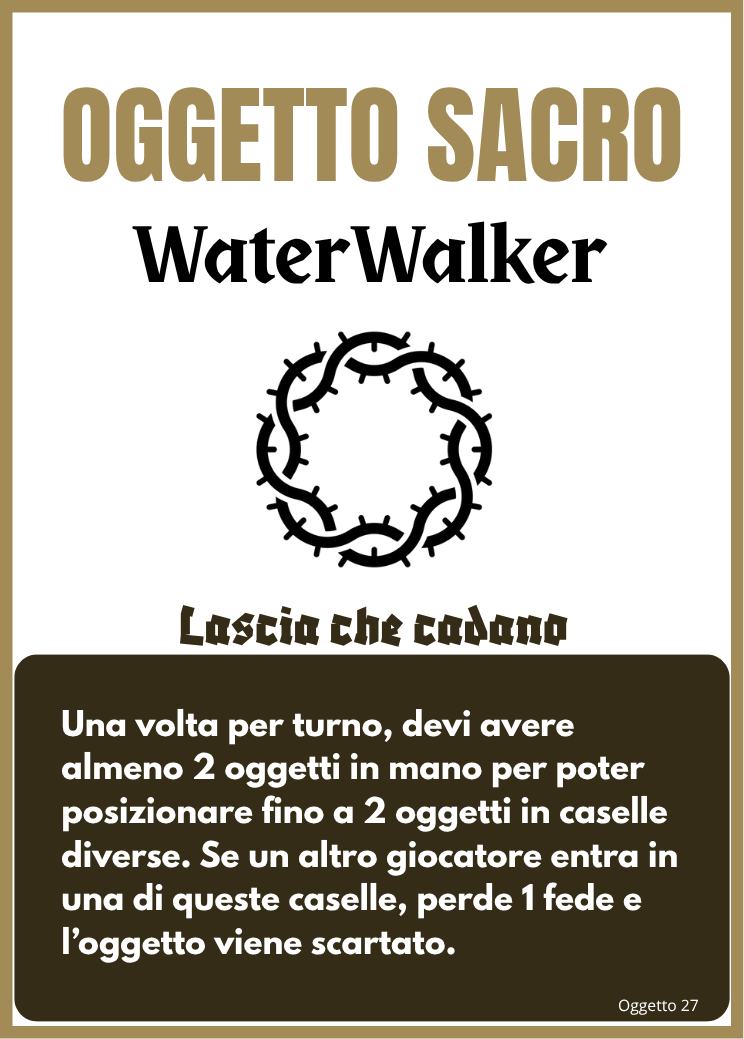 OGGETTO SACRO
WaterWalker
Lascia che cadano
Una volta per turno, devi avere
almeno 2 oggetti in mano per poter
posizionare fino a 2 oggetti in caselle
diverse. Se un altro giocatore entra in
una di queste caselle, perde 1 fede e
l’oggetto viene scartato.
Oggetto 27